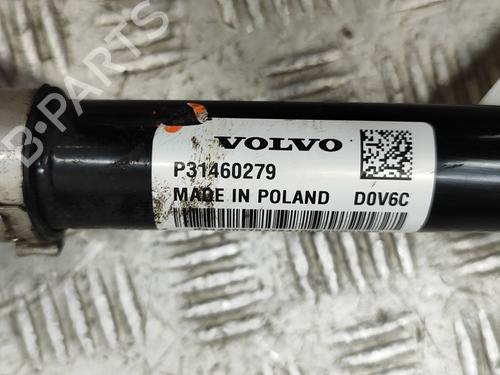 B-PARTS
VOLVO
P31460279
MADE IN POLAND D0V6C